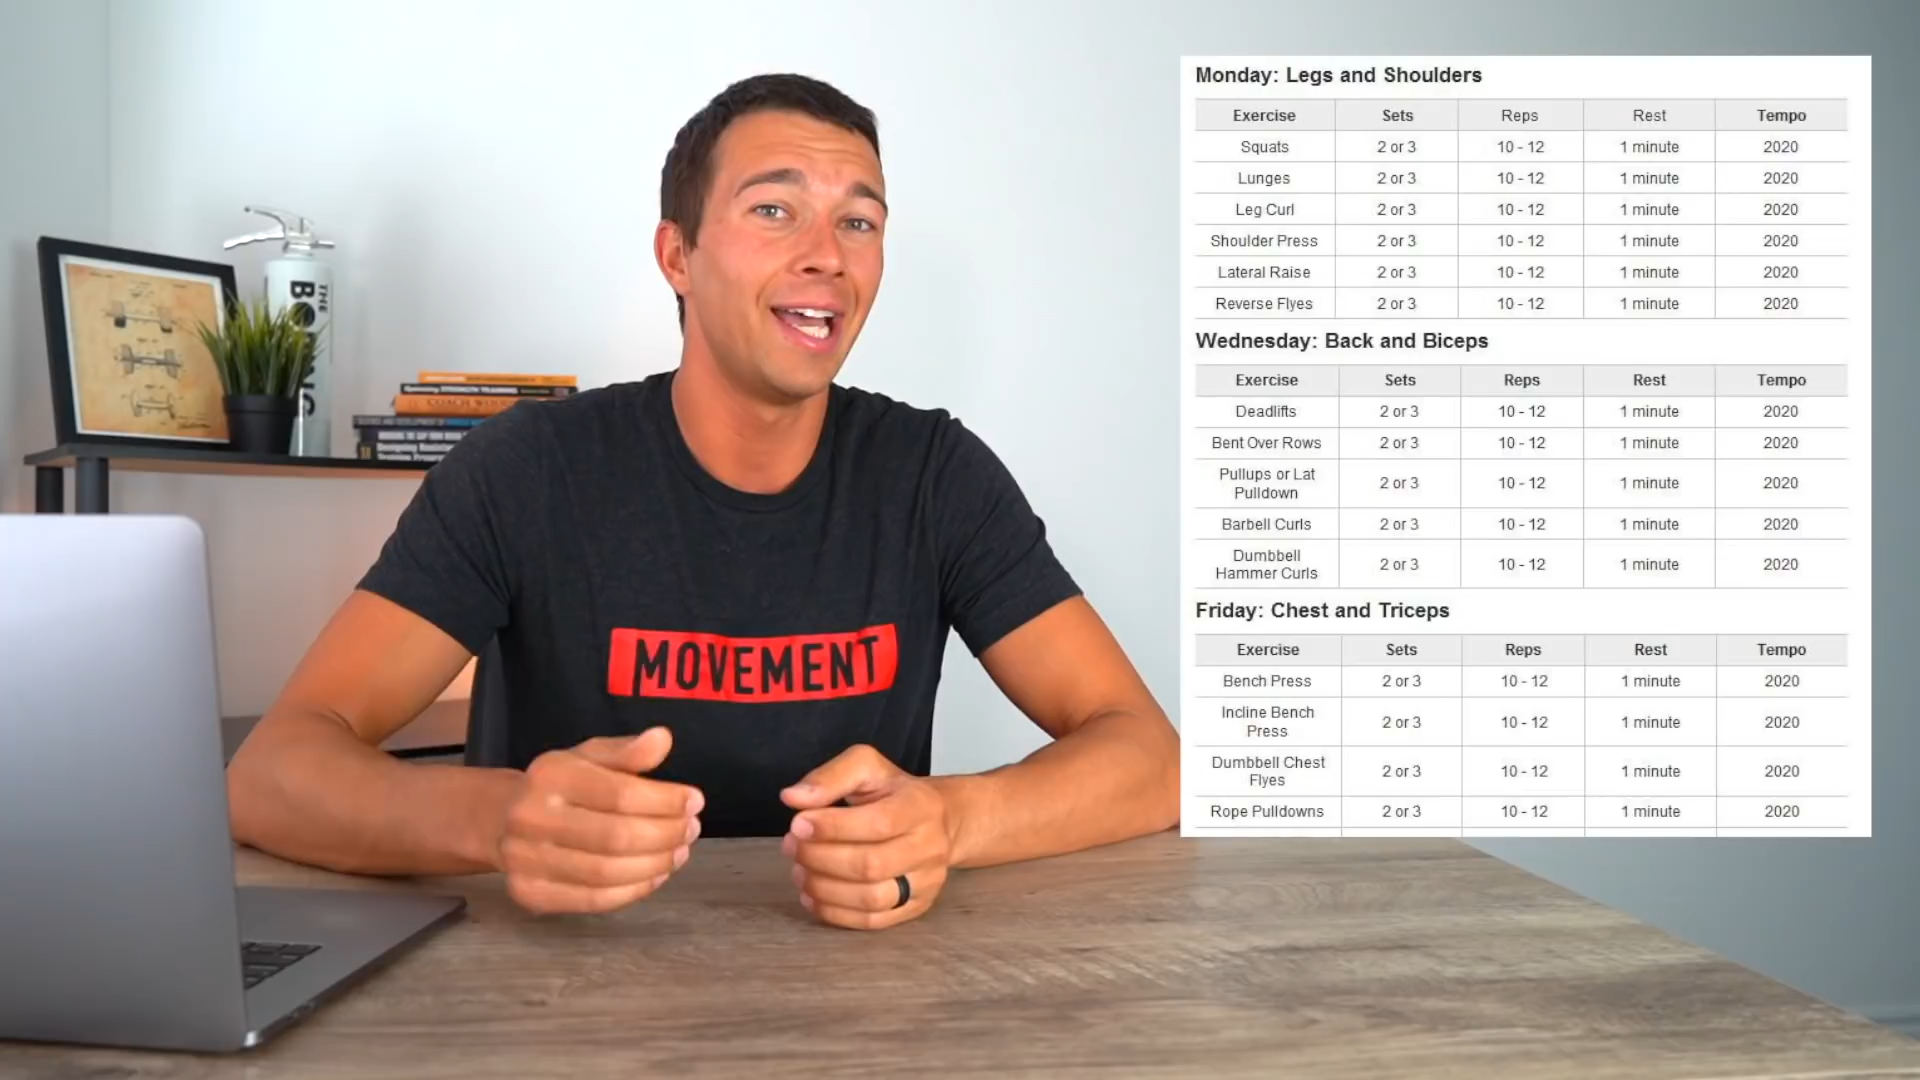 THE
BORING
COACH WOODEN
MOVEMENT
Monday: Legs and Shoulders
Exercise Sets Reps Rest Tempo
Squats 2 or 3 10 - 12 1 minute 2020
Lunges 2 or 3 10 - 12 1 minute 2020
Leg Curl 2 or 3 10 - 12 1 minute 2020
Shoulder Press 2 or 3 10 - 12 1 minute 2020
Lateral Raise 2 or 3 10 - 12 1 minute 2020
Reverse Flyes 2 or 3 10 - 12 1 minute 2020
Wednesday: Back and Biceps
Exercise Sets Reps Rest Tempo
Deadlifts 2 or 3 10 - 12 1 minute 2020
Bent Over Rows 2 or 3 10 - 12 1 minute 2020
Pullups or Lat
Pulldown 2 or 3 10 - 12 1 minute 2020
Barbell Curls 2 or 3 10 - 12 1 minute 2020
Dumbbell
Hammer Curls 2 or 3 10 - 12 1 minute 2020
Friday: Chest and Triceps
Exercise Sets Reps Rest Tempo
Bench Press 2 or 3 10 - 12 1 minute 2020
Incline Bench
Press 2 or 3 10 - 12 1 minute 2020
Dumbbell Chest
Flyes 2 or 3 10 - 12 1 minute 2020
Rope Pulldowns 2 or 3 10 - 12 1 minute 2020